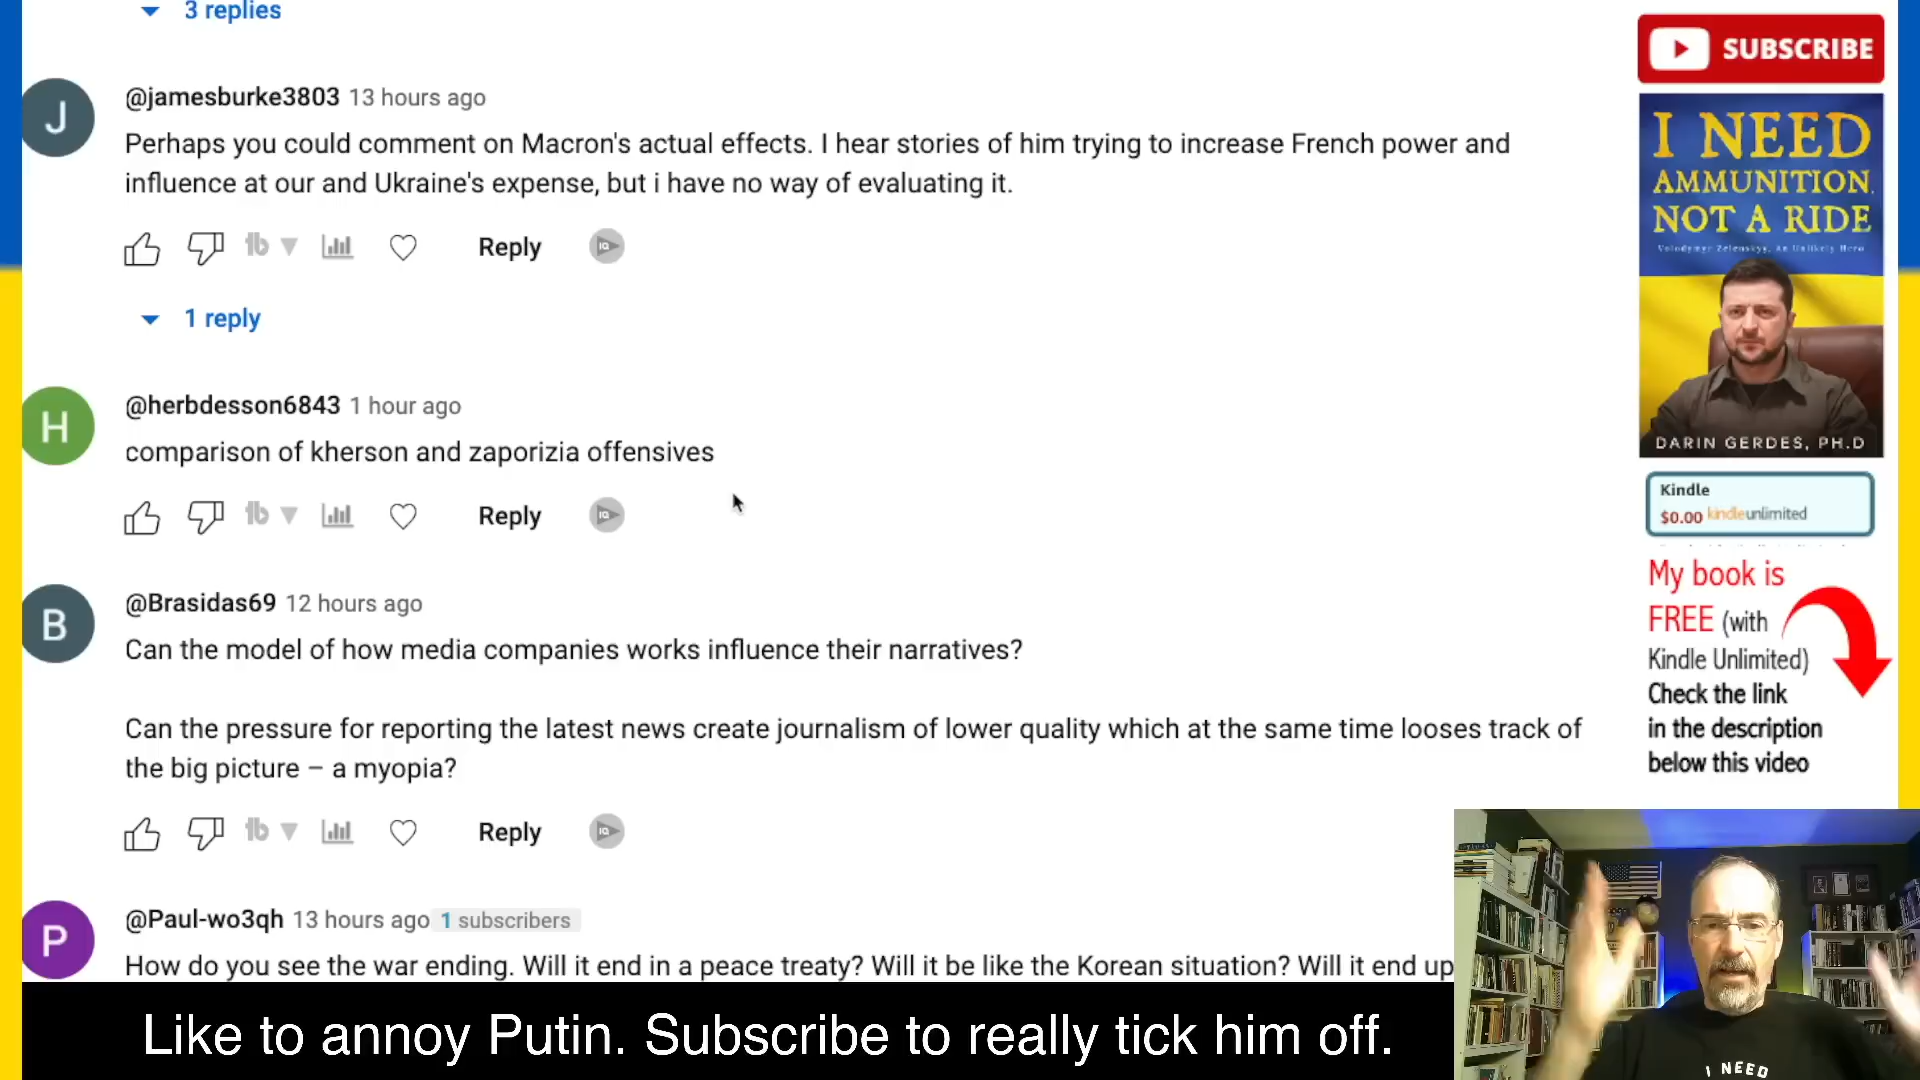 3 replies
J
@jamesburke3803 13 hours ago
Perhaps you could comment on Macron's actual effects. I hear stories of him trying to increase French power and
influence at our and Ukraine's expense, but i have no way of evaluating it.
Reply
1 reply
H
@herbdesson6843 1 hour ago
comparison of kherson and zaporizia offensives
Reply
B
@Brasidas69 12 hours ago
Can the model of how media companies works influence their narratives?
Can the pressure for reporting the latest news create journalism of lower quality which at the same time looses track of
the big picture – a myopia?
Reply
P
@Paul-wo3qh 13 hours ago 1 subscribers
How do you see the war ending. Will it end in a peace treaty? Will it be like the Korean situation? Will it end up
SUBSCRIBE
I NEED
AMMUNITION,
NOT A RIDE
Volodymyr Zelenskyy, An Unlikely Hero
DARIN GERDES, PH.D
Kindle
$0.00 kindleunlimited
My book is
FREE (with
Kindle Unlimited)
Check the link
in the description
below this video
I NEED
Like to annoy Putin. Subscribe to really tick him off.